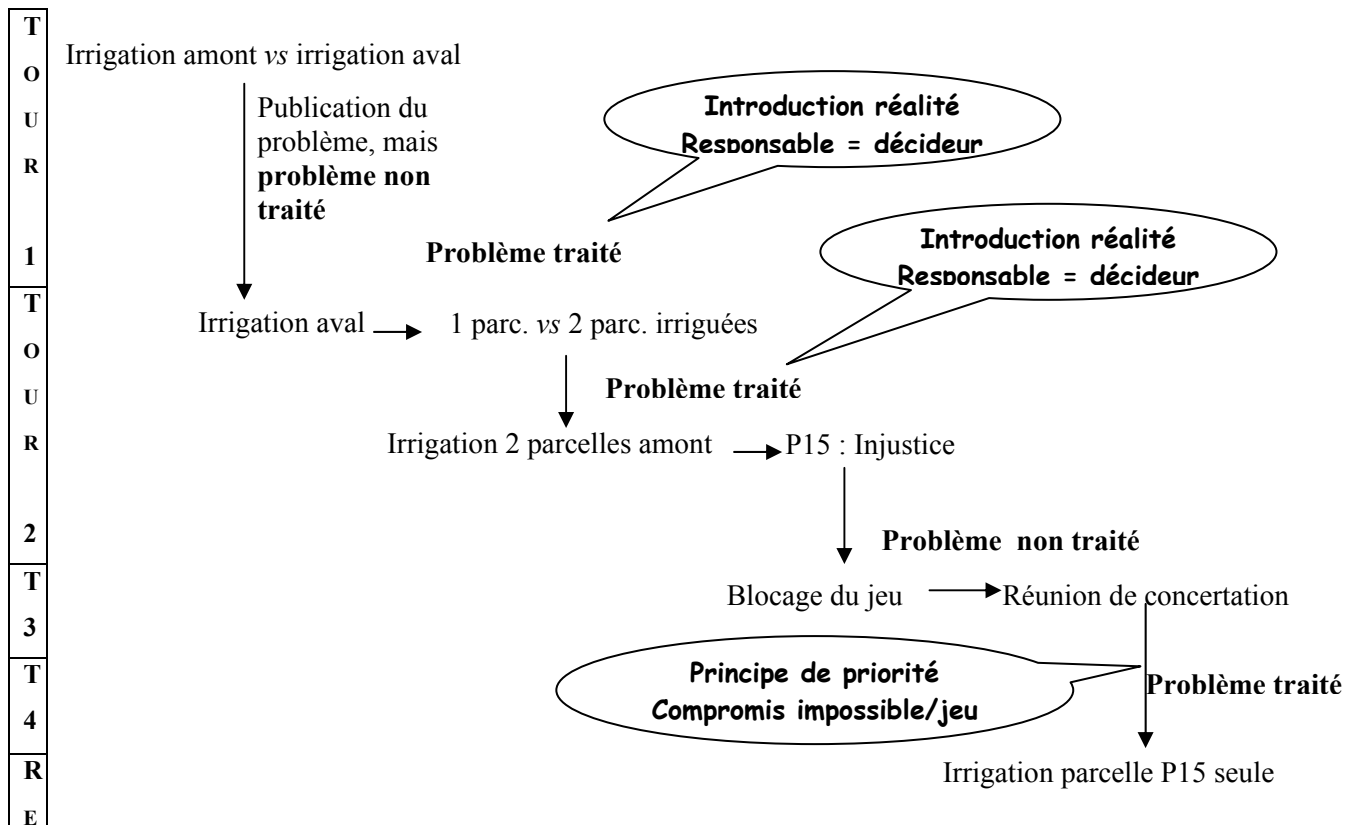 T
O
U
R
1
T
O
U
R
2
T
3
T
4
R
E
Irrigation amont vs irrigation aval
Publication du
problème, mais
problème non
traité
Introduction réalité
Responsable = décideur
Problème traité
Introduction réalité
Responsable = décideur
Irrigation aval
1 parc. vs 2 parc. irriguées
Problème traité
Irrigation 2 parcelles amont
P15 : Injustice
Problème non traité
Blocage du jeu
Réunion de concertation
Principe de priorité
Compromis impossible/jeu
Problème traité
Irrigation parcelle P15 seule